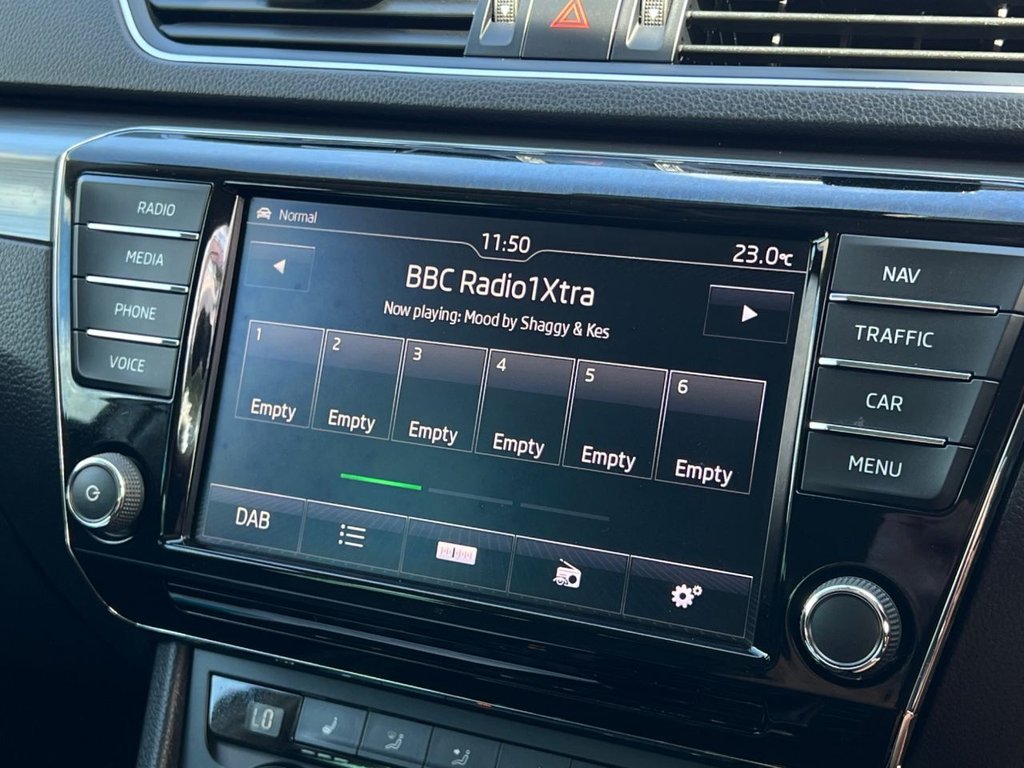 Normal
11:50
23.0℃
BBC Radio1Xtra
Now playing: Mood by Shaggy & Kes
1 2 3 4 5 6
Empty Empty Empty Empty Empty Empty
DAB
RADIO
MEDIA
PHONE
VOICE
NAV
TRAFFIC
CAR
MENU
LO